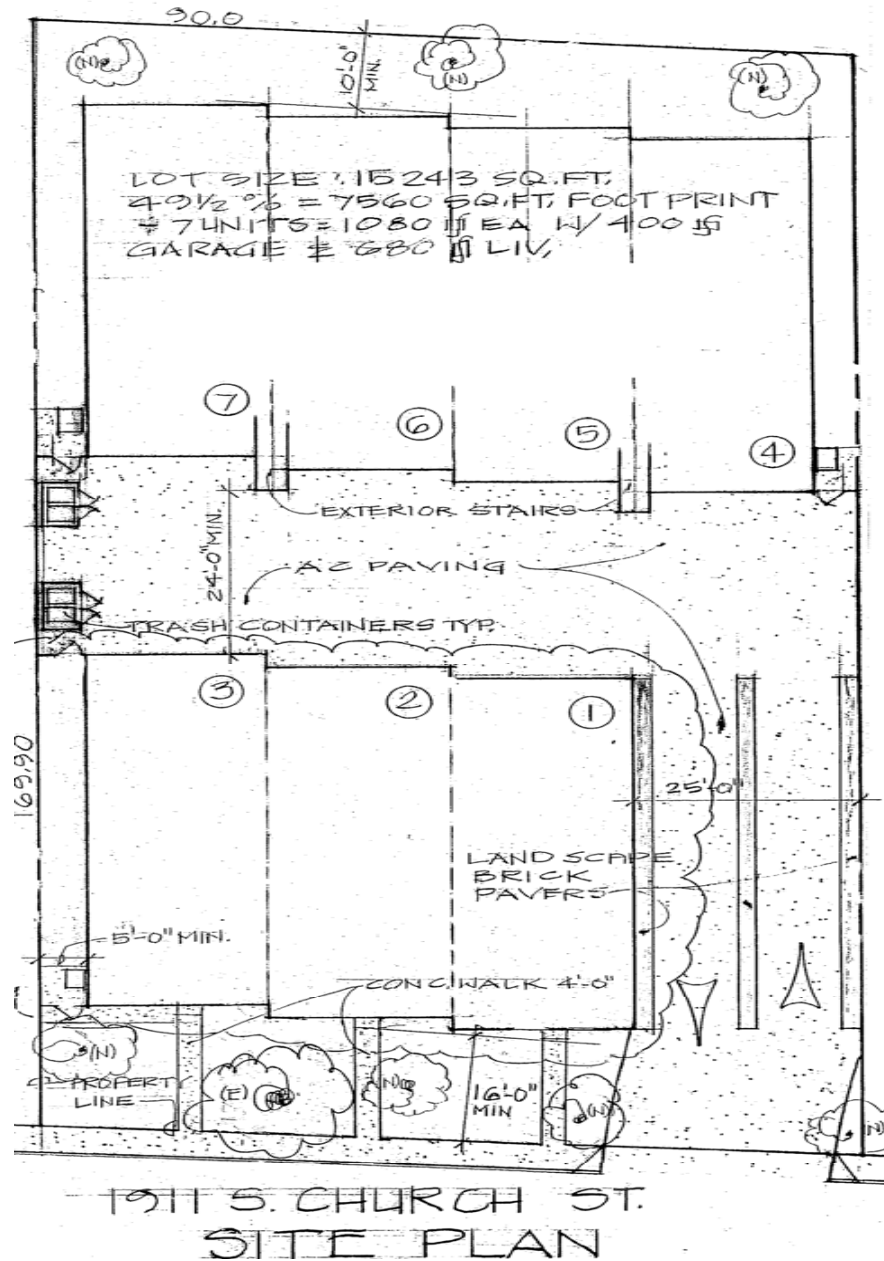 90.0
(N)
(N)
(N)
10'-0"
MIN.
LOT SIZE: 15243 SQ.FT.
49 1/2 % = 7560 SQ.FT. FOOT PRINT
÷ 7 UNITS = 1080 ⌗ EA W/ 400 ⌗
GARAGE & 680 ⌗ LIV.
7
6
5
4
EXTERIOR STAIRS
24'-0" MIN.
AC PAVING
TRASH CONTAINERS TYP.
3
2
1
169.90
25'-0"
LANDSCAPE
BRICK
PAVERS
5'-0" MIN.
CONC. WALK 4'-0"
(N)
PROPERTY
LINE
(E)
(N)
16'-0"
MIN
(N)
(N)
1911 S. CHURCH ST.
SITE PLAN